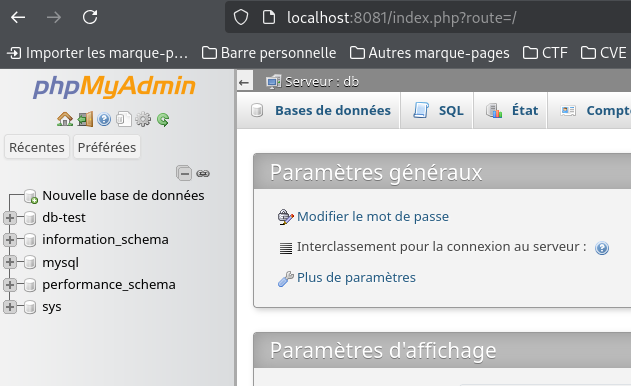 localhost:8081/index.php?route=/
Importer les marque-p… Barre personnelle Autres marque-pages CTF CVE
phpMyAdmin
Récentes Préférées
Nouvelle base de données
db-test
information_schema
mysql
performance_schema
sys
Serveur : db
Bases de données SQL État Compt
Paramètres généraux
Modifier le mot de passe
Interclassement pour la connexion au serveur :
Plus de paramètres
Paramètres d'affichage